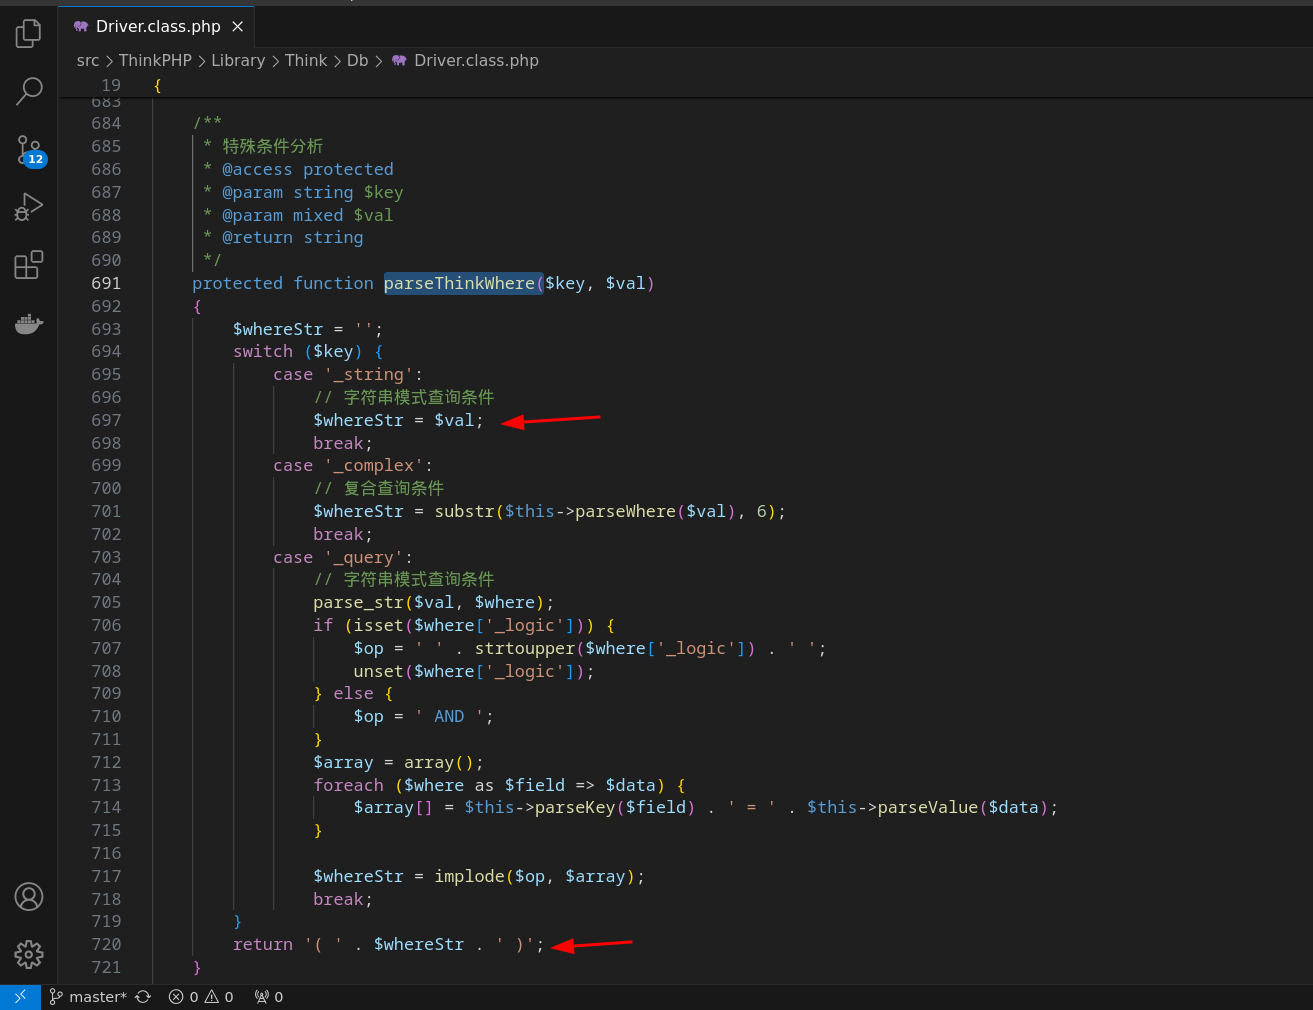 Driver.class.php
src > ThinkPHP > Library > Think > Db > Driver.class.php
19 {
683
684 /**
685 * 特殊条件分析
686 * @access protected
687 * @param string $key
688 * @param mixed $val
689 * @return string
690 */
691 protected function parseThinkWhere($key, $val)
692 {
693 $whereStr = '';
694 switch ($key) {
695 case '_string':
696 // 字符串模式查询条件
697 $whereStr = $val;
698 break;
699 case '_complex':
700 // 复合查询条件
701 $whereStr = substr($this->parseWhere($val), 6);
702 break;
703 case '_query':
704 // 字符串模式查询条件
705 parse_str($val, $where);
706 if (isset($where['_logic'])) {
707 $op = ' ' . strtoupper($where['_logic']) . ' ';
708 unset($where['_logic']);
709 } else {
710 $op = ' AND ';
711 }
712 $array = array();
713 foreach ($where as $field => $data) {
714 $array[] = $this->parseKey($field) . ' = ' . $this->parseValue($data);
715 }
716
717 $whereStr = implode($op, $array);
718 break;
719 }
720 return '( ' . $whereStr . ' )';
721 }
12
master* 0 0 0